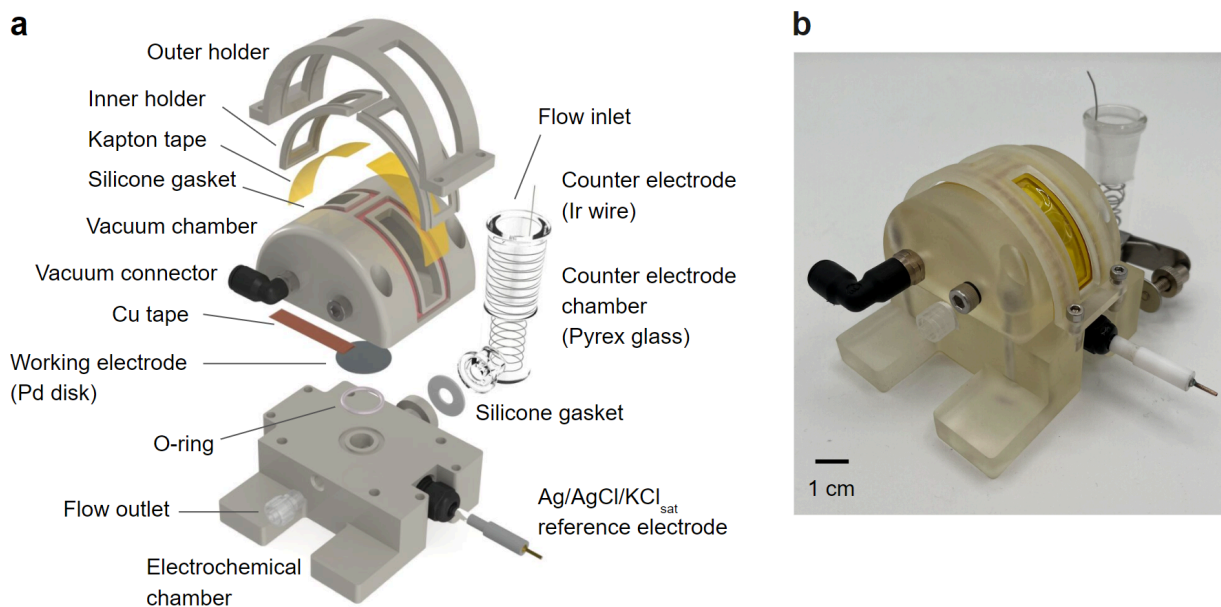 a
Outer holder
Inner holder
Kapton tape
Silicone gasket
Vacuum chamber
Vacuum connector
Cu tape
Working electrode
(Pd disk)
O-ring
Flow outlet
Electrochemical
chamber
Flow inlet
Counter electrode
(Ir wire)
Counter electrode
chamber
(Pyrex glass)
Silicone gasket
Ag/AgCl/KCl_sat
reference electrode
b
1 cm